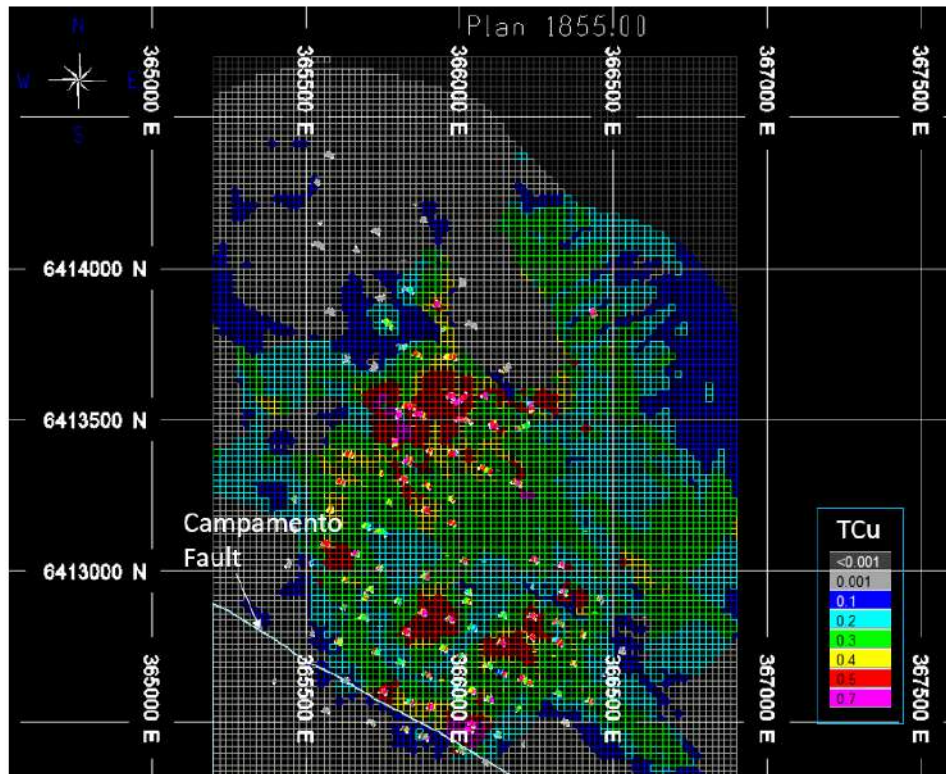 Plan 1855.00
N
W E
S
365000 E
365500 E
366000 E
366500 E
367000 E
367500 E
6414000 N
6413500 N
Campamento
Fault
6413000 N
TCu
<0.001
0.001
0.1
0.2
0.3
0.4
0.5
0.7
365000 E
365500 E
366000 E
366500 E
367000 E
367500 E